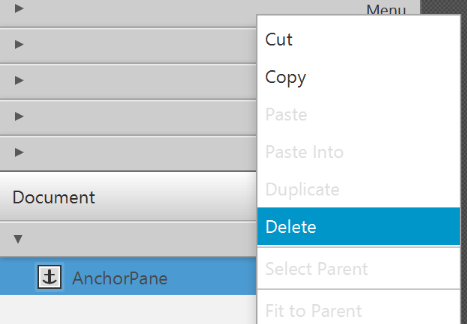 Menu
Cut
Copy
Paste
Paste Into
Duplicate
Document
Delete
Select Parent
AnchorPane
Fit to Parent